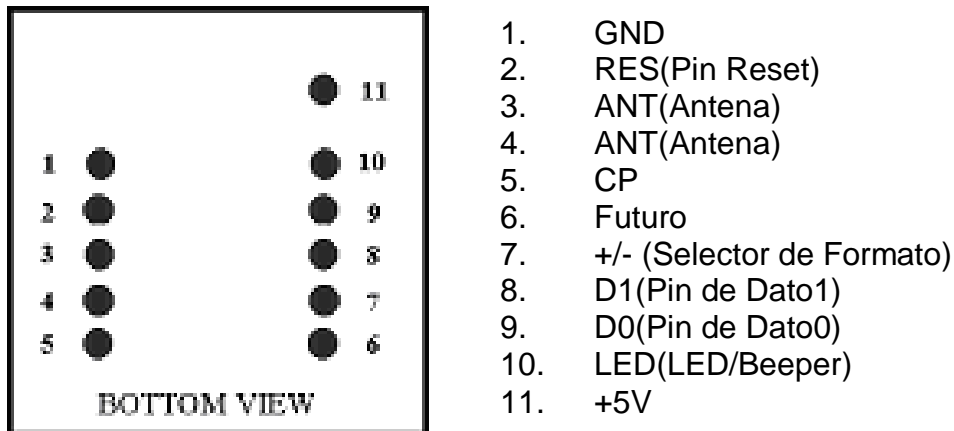 11
1 10
2 9
3 8
4 7
5 6
BOTTOM VIEW
1. GND
2. RES(Pin Reset)
3. ANT(Antena)
4. ANT(Antena)
5. CP
6. Futuro
7. +/- (Selector de Formato)
8. D1(Pin de Dato1)
9. D0(Pin de Dato0)
10. LED(LED/Beeper)
11. +5V